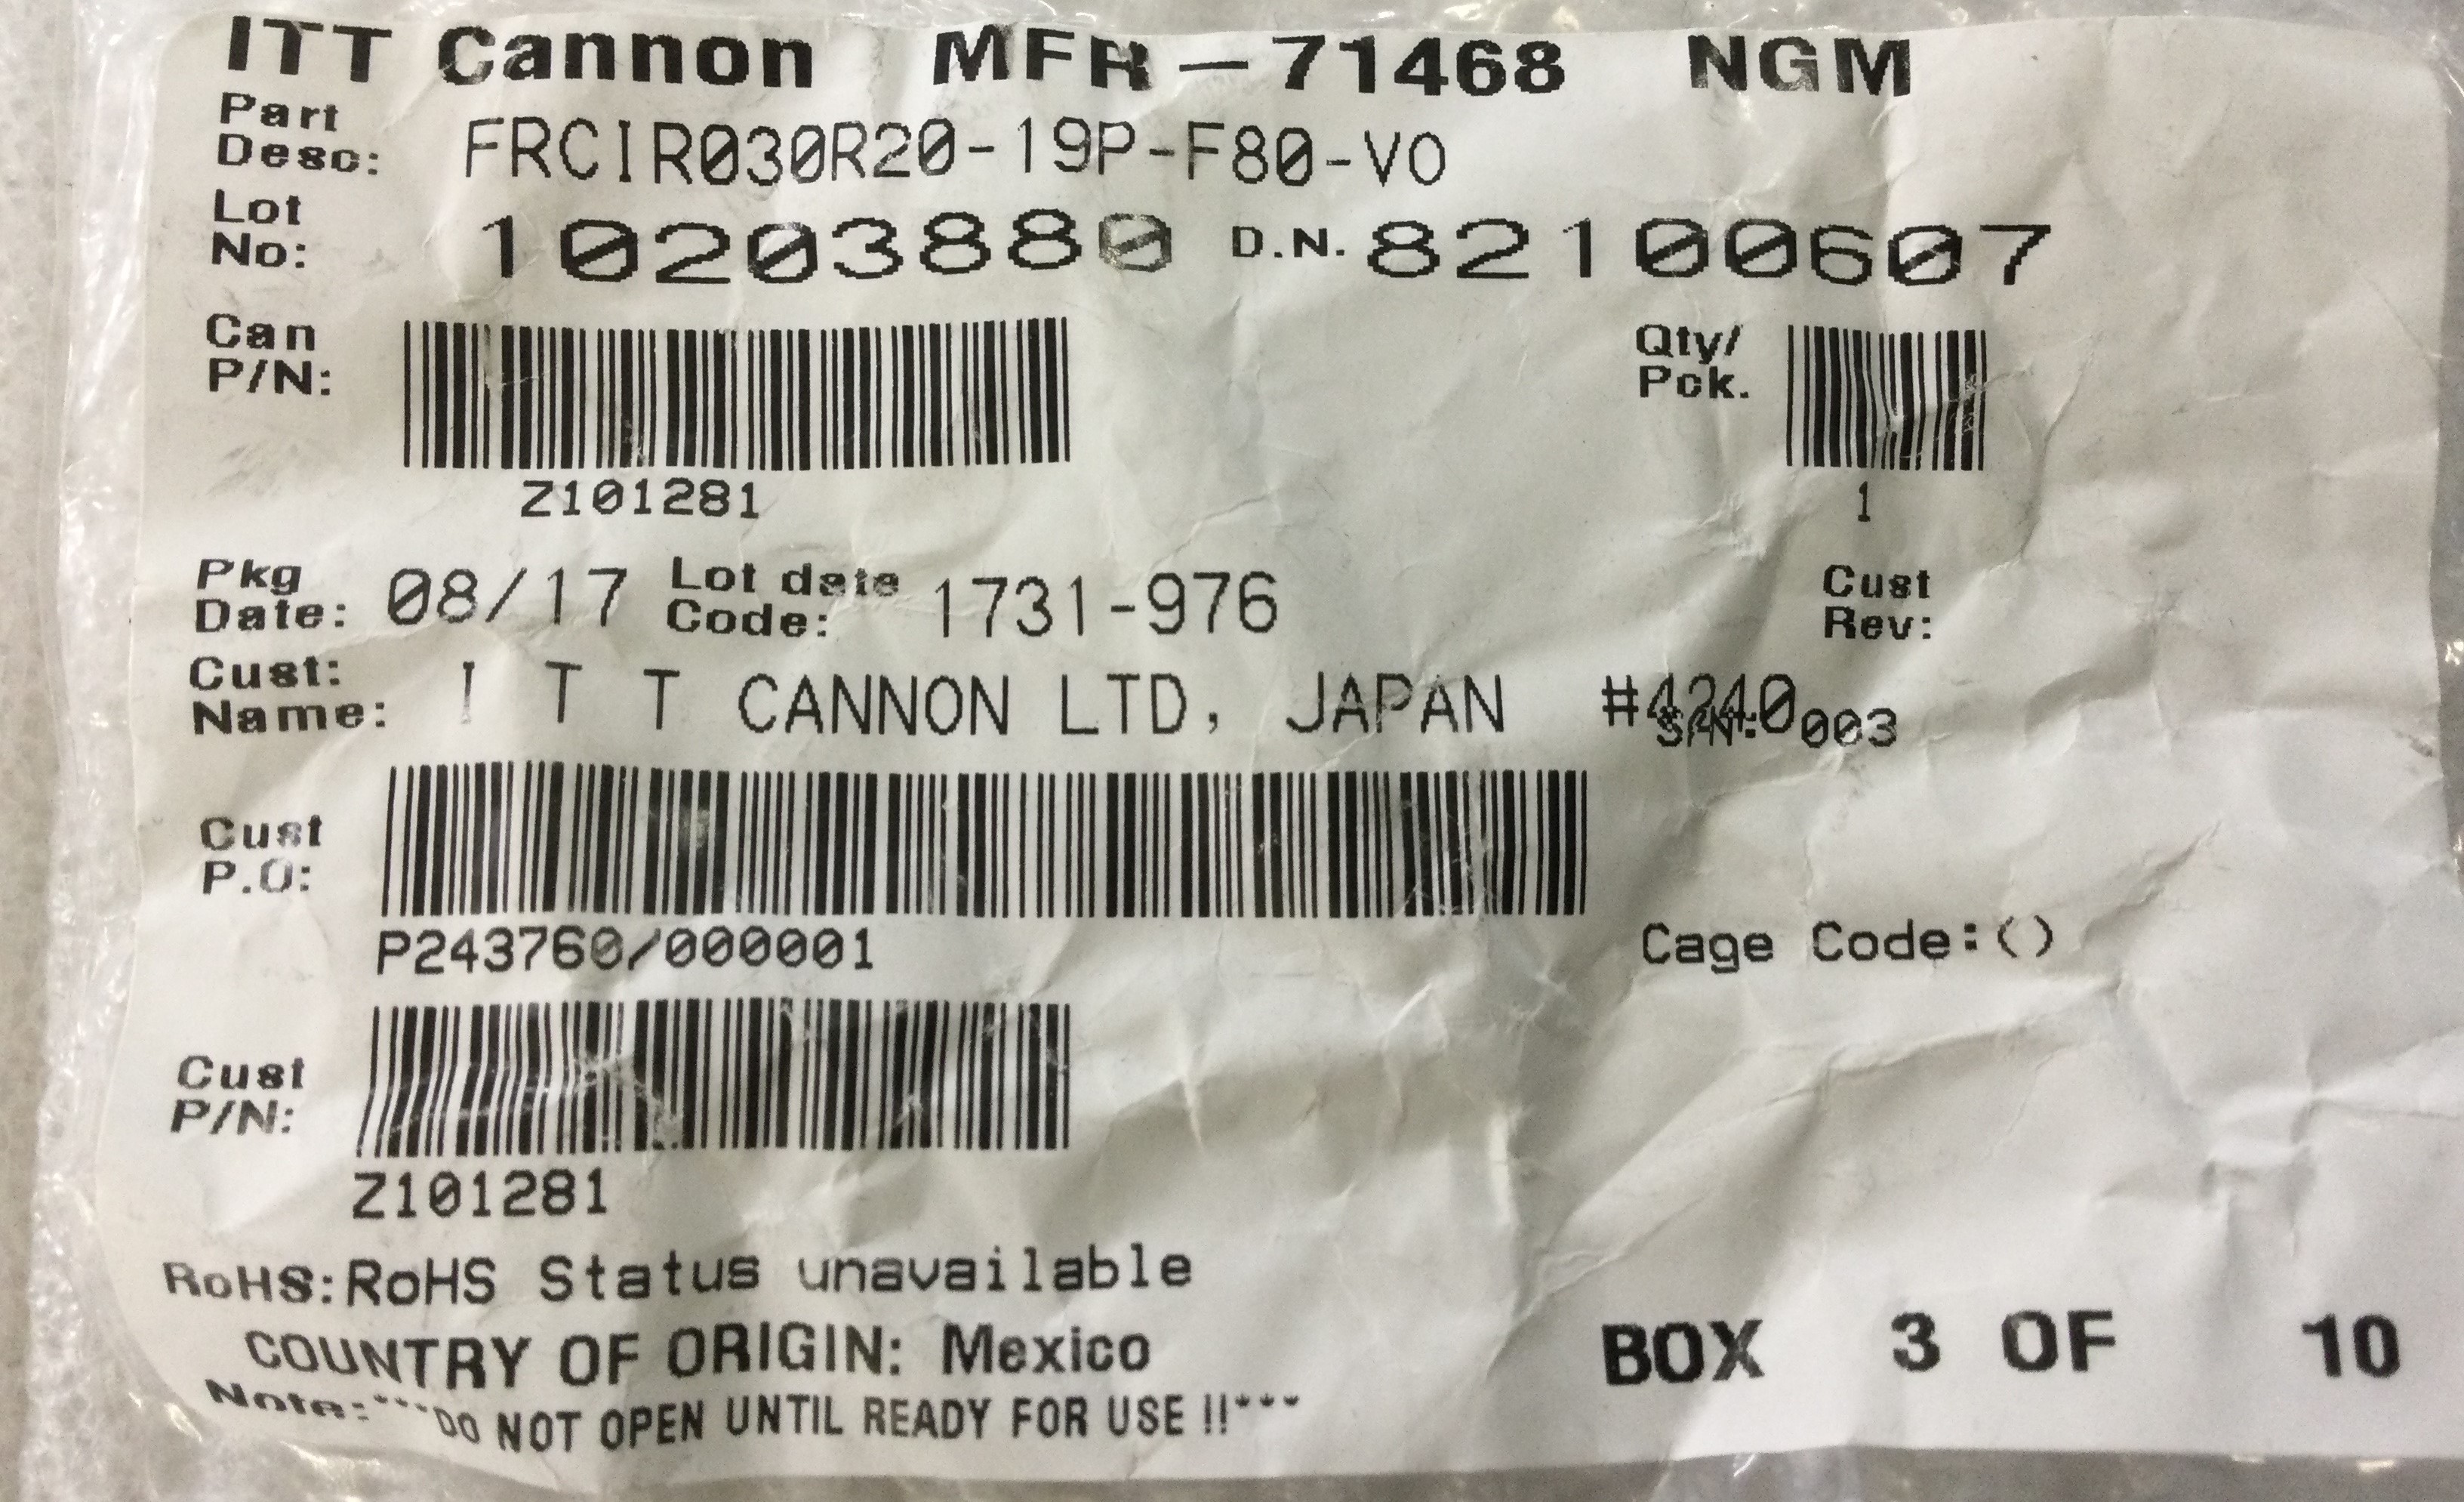 ITT Cannon MFR-71468 NGM
Part Desc: FRCIR030R20-19P-F80-VO
Lot No: 10203880 D.N. 82100607
Can P/N: Qty/ Pck.
Z101281 1
Pkg Date: 08/17 Lot date Code: 1731-976 Cust Rev:
Cust: Name: I T T CANNON LTD, JAPAN #4240 S/N: 003
Cust P.O:
P243760/000001 Cage Code:()
Cust P/N:
Z101281
RoHS:RoHS Status unavailable
COUNTRY OF ORIGIN: Mexico BOX 3 OF 10
Note:***DO NOT OPEN UNTIL READY FOR USE !!***